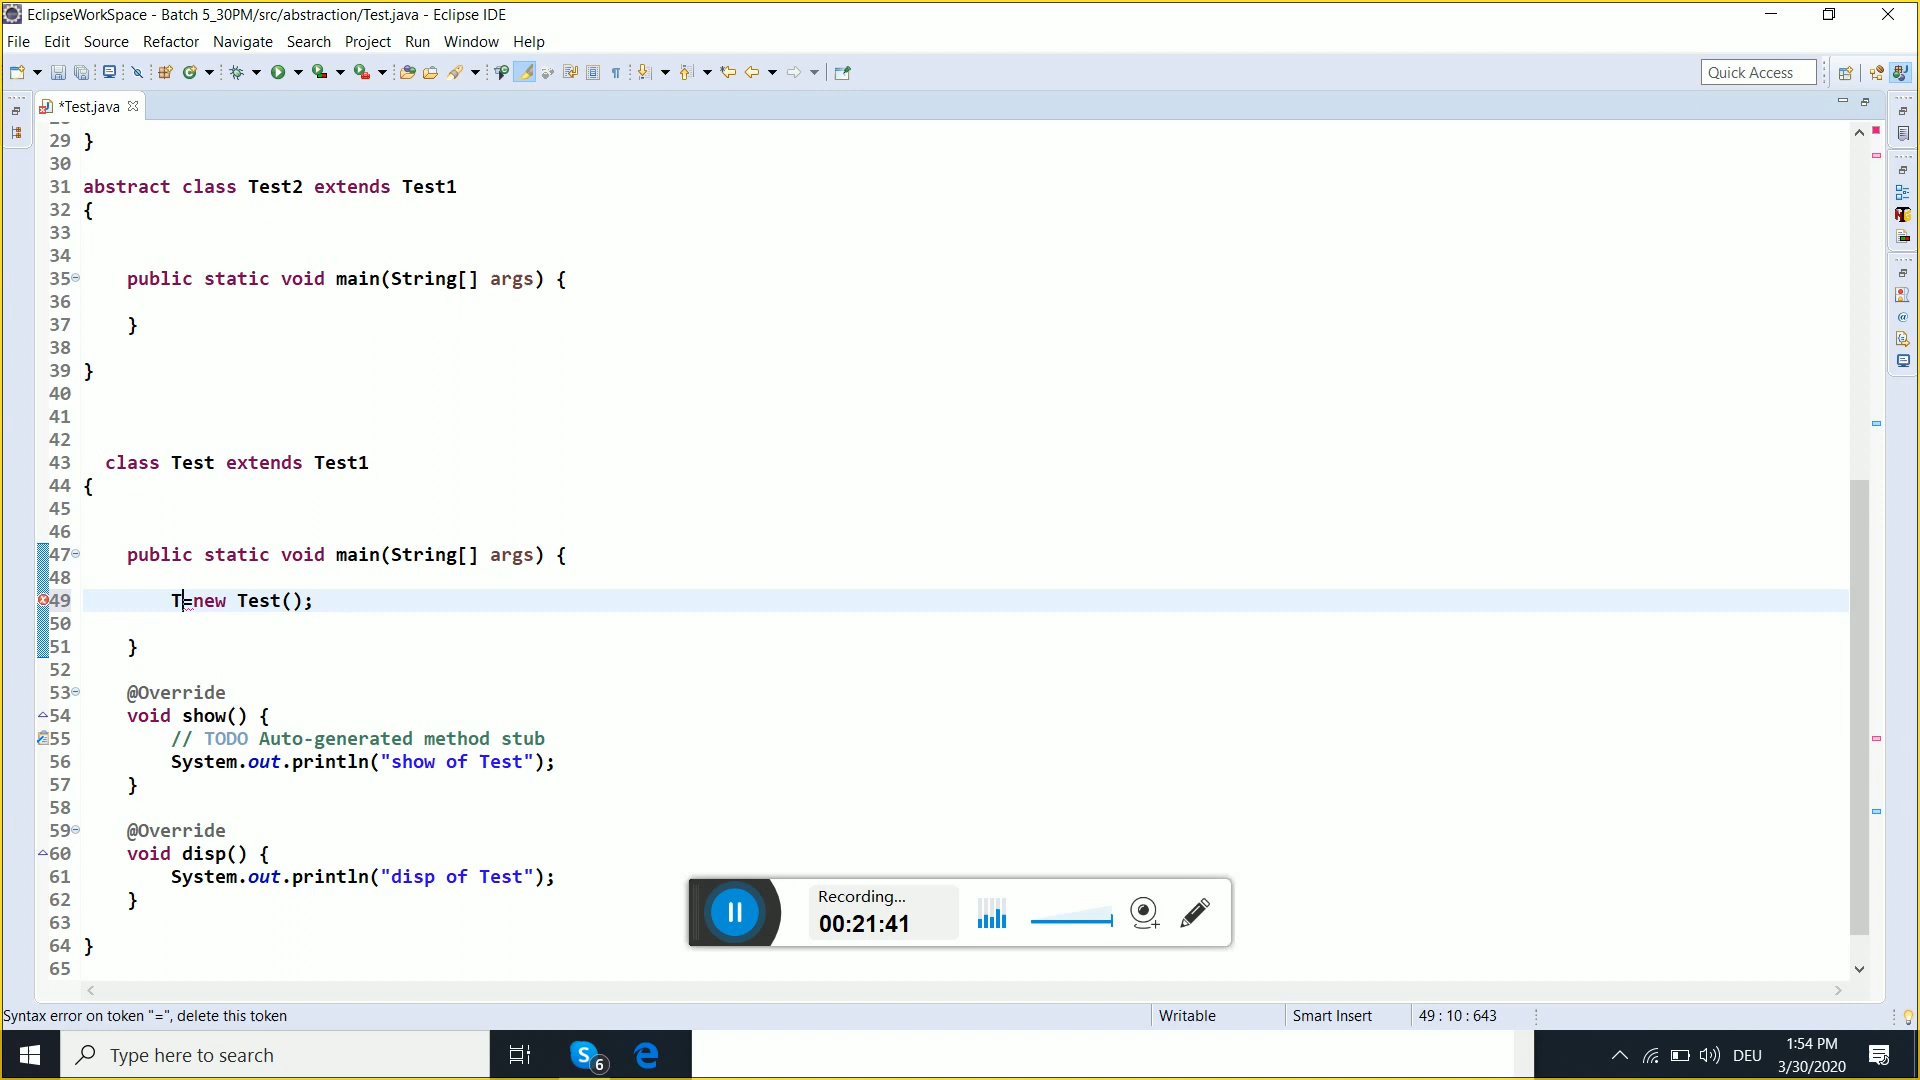 EclipseWorkSpace - Batch 5_30PM/src/abstraction/Test.java - Eclipse IDE
File Edit Source Refactor Navigate Search Project Run Window Help
Quick Access
*Test.java
29 }
30
31 abstract class Test2 extends Test1
32 {
33
34
35 public static void main(String[] args) {
36
37 }
38
39 }
40
41
42
43 class Test extends Test1
44 {
45
46
47 public static void main(String[] args) {
48
49 T=new Test();
50
51 }
52
53 @Override
54 void show() {
55 // TODO Auto-generated method stub
56 System.out.println("show of Test");
57 }
58
59 @Override
60 void disp() {
61 System.out.println("disp of Test");
62 }
63
64 }
65
Recording...
00:21:41
Syntax error on token "=", delete this token
Writable
Smart Insert
49 : 10 : 643
Type here to search
S
6
DEU
1:54 PM
3/30/2020